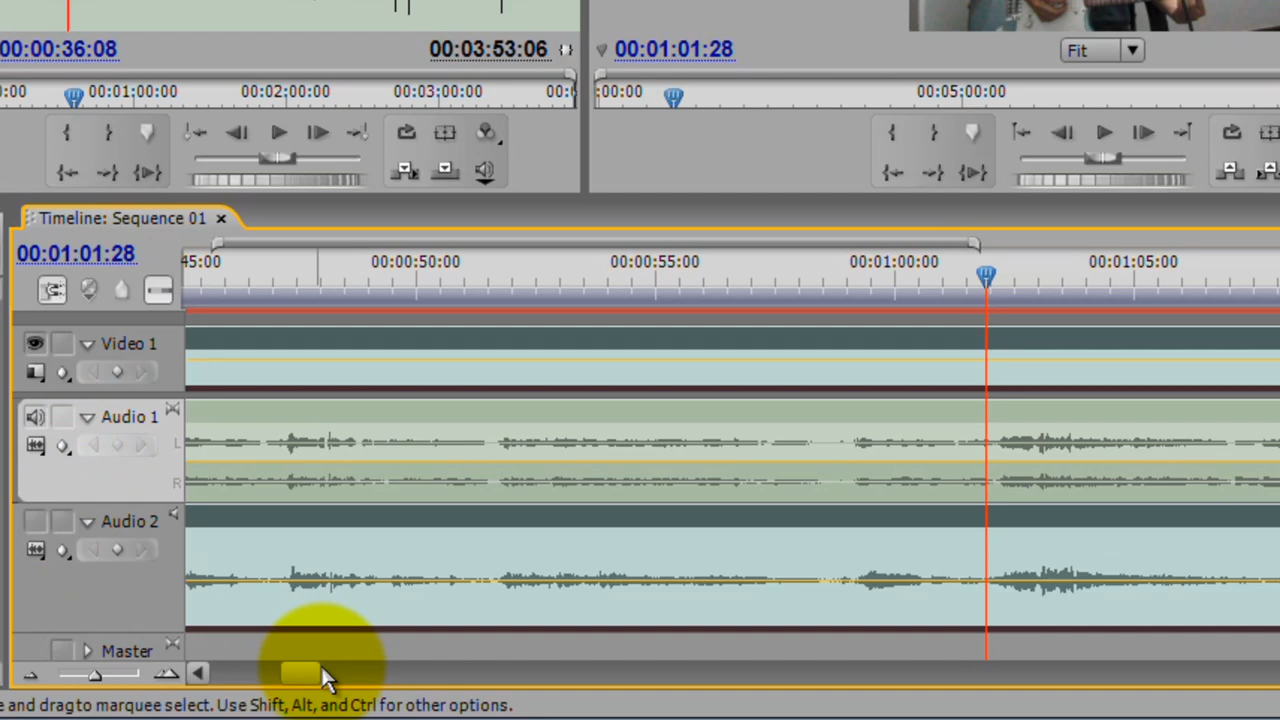 00:00:36:08 00:03:53:06 00:01:01:28 Fit
0:00 00:01:00:00 00:02:00:00 00:03:00:00 00:0 :00:00 00:05:00:00
Timeline: Sequence 01 x
00:01:01:28
45:00 00:00:50:00 00:00:55:00 00:01:00:00 00:01:05:00
Video 1
Audio 1
L
R
Audio 2
Master
e and drag to marquee select. Use Shift, Alt, and Ctrl for other options.